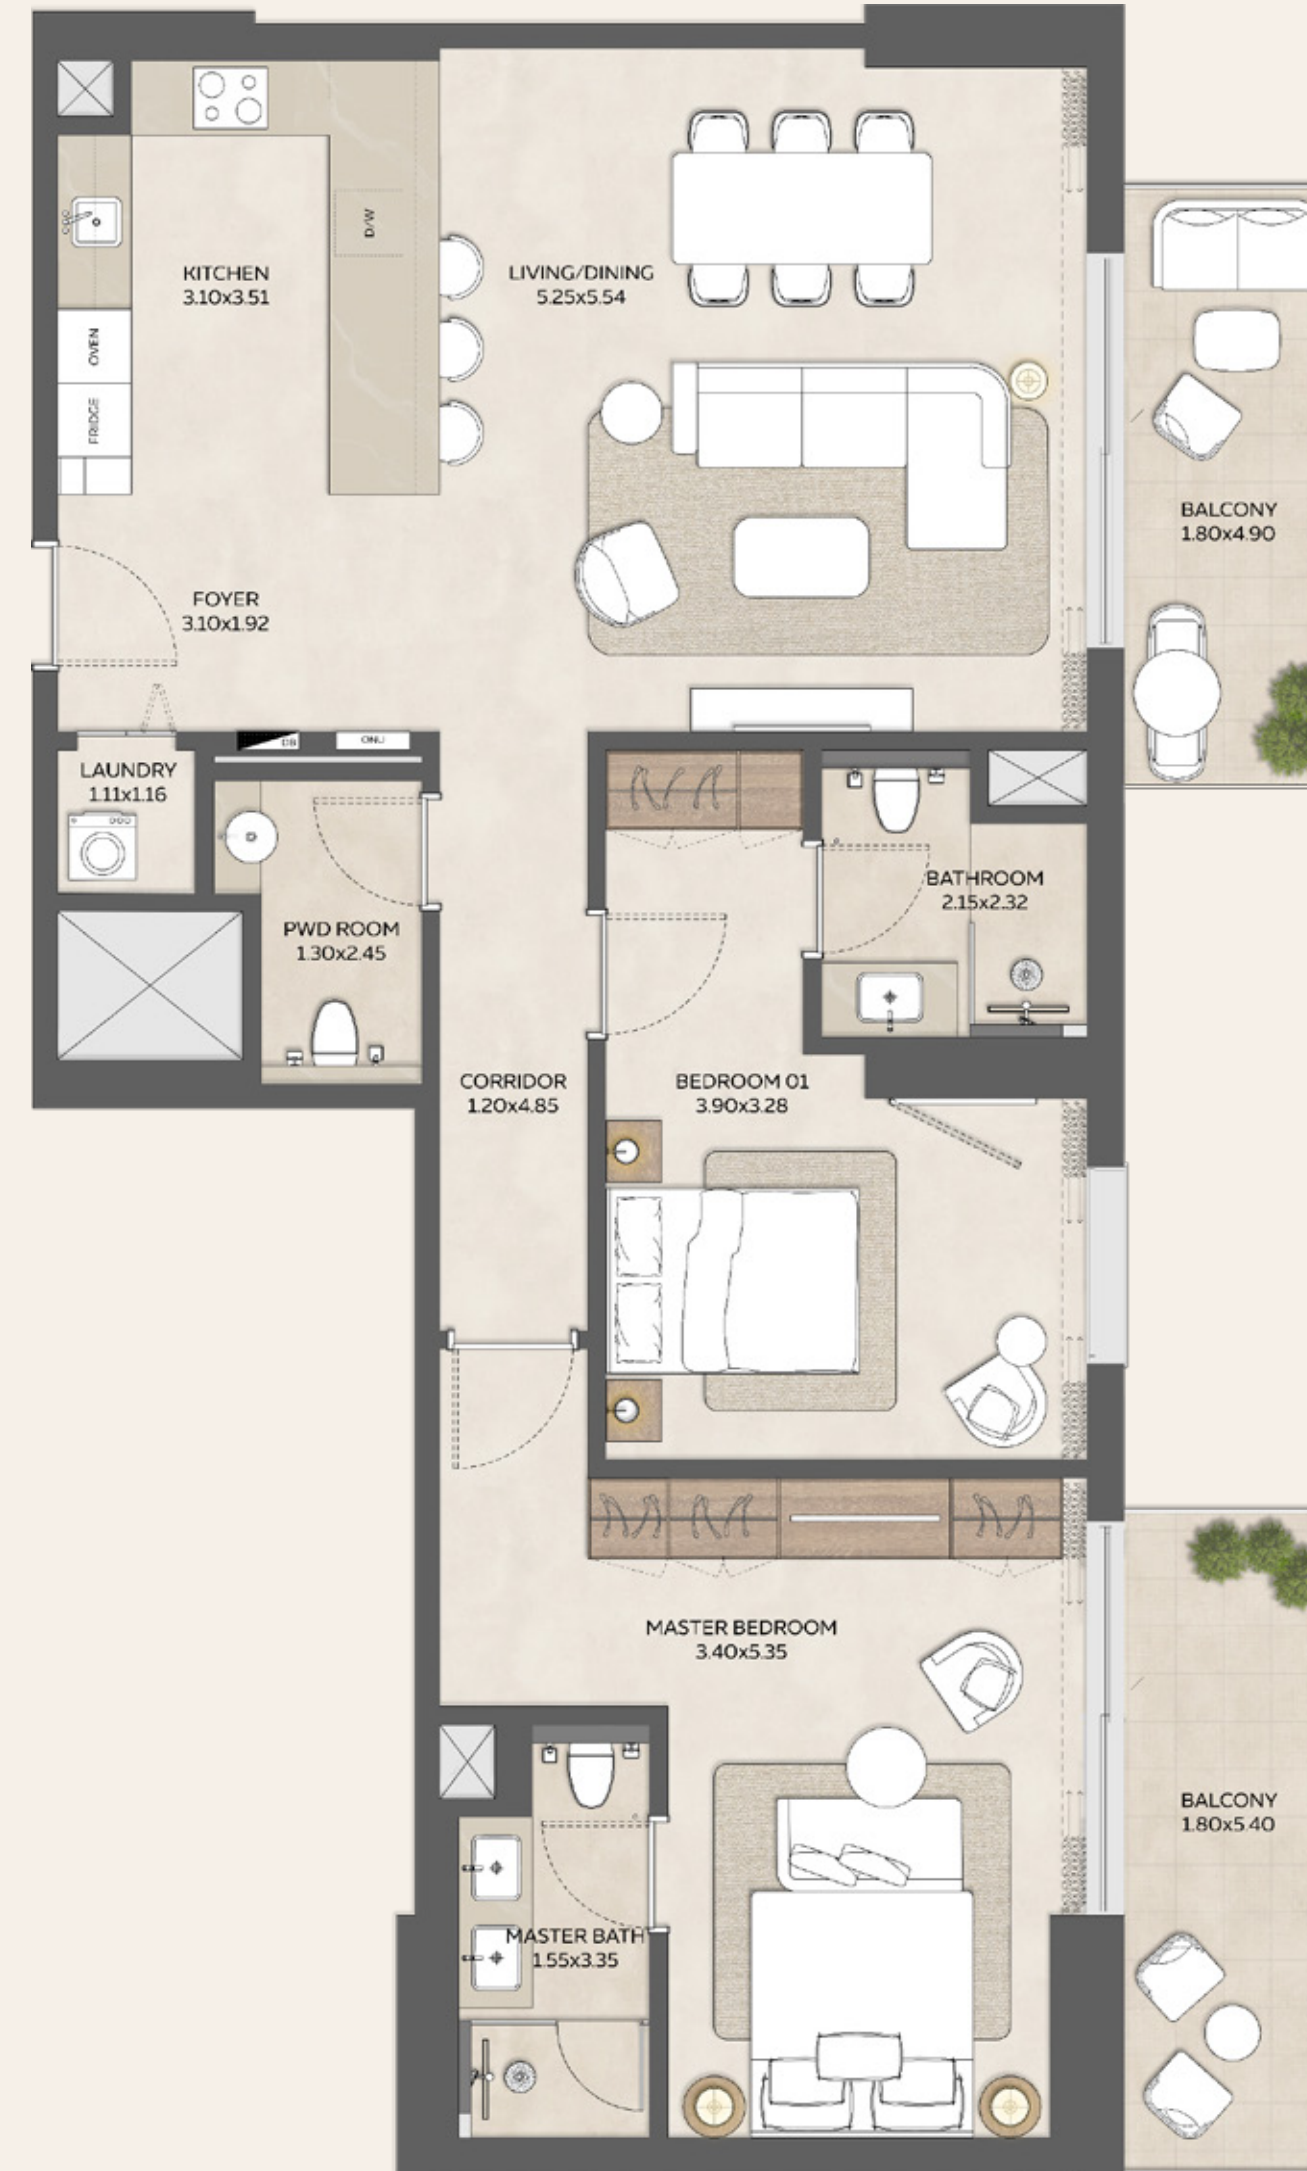 D/W
KITCHEN
3.10x3.51
LIVING/DINING
5.25x5.54
OVEN
FRIDGE
BALCONY
1.80x4.90
FOYER
3.10x1.92
DB
ONU
LAUNDRY
1.11x1.16
BATHROOM
2.15x2.32
PWD ROOM
1.30x2.45
CORRIDOR
1.20x4.85
BEDROOM 01
3.90x3.28
MASTER BEDROOM
3.40x5.35
BALCONY
1.80x5.40
MASTER BATH
1.55x3.35